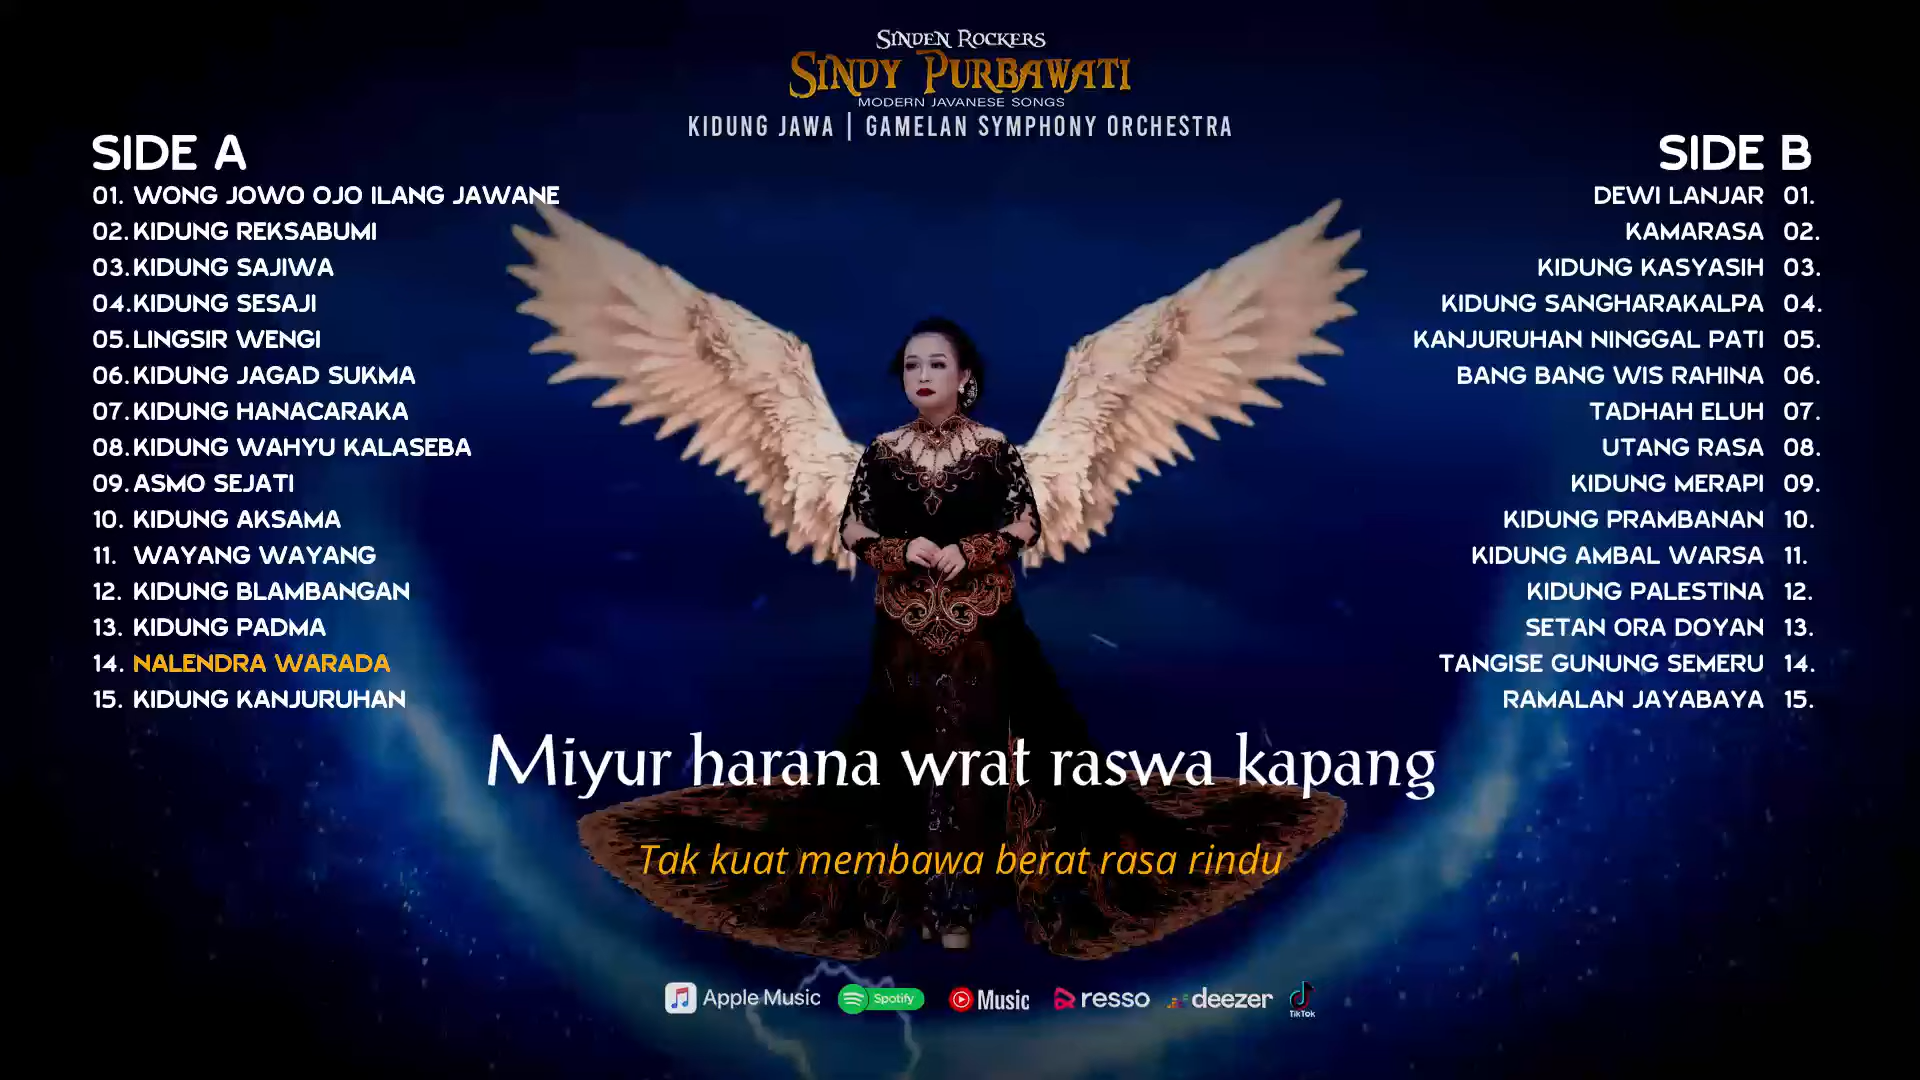 SINDEN ROCKERS
SINDY PURBAWATI
MODERN JAVANESE SONGS
KIDUNG JAWA | GAMELAN SYMPHONY ORCHESTRA
SIDE A
01. WONG JOWO OJO ILANG JAWANE
02. KIDUNG REKSABUMI
03. KIDUNG SAJIWA
04. KIDUNG SESAJI
05. LINGSIR WENGI
06. KIDUNG JAGAD SUKMA
07. KIDUNG HANACARAKA
08. KIDUNG WAHYU KALASEBA
09. ASMO SEJATI
10. KIDUNG AKSAMA
11. WAYANG WAYANG
12. KIDUNG BLAMBANGAN
13. KIDUNG PADMA
14. NALENDRA WARADA
15. KIDUNG KANJURUHAN
SIDE B
DEWI LANJAR 01.
KAMARASA 02.
KIDUNG KASYASIH 03.
KIDUNG SANGHARAKALPA 04.
KANJURUHAN NINGGAL PATI 05.
BANG BANG WIS RAHINA 06.
TADHAH ELUH 07.
UTANG RASA 08.
KIDUNG MERAPI 09.
KIDUNG PRAMBANAN 10.
KIDUNG AMBAL WARSA 11.
KIDUNG PALESTINA 12.
SETAN ORA DOYAN 13.
TANGISE GUNUNG SEMERU 14.
RAMALAN JAYABAYA 15.
Miyur harana wrat raswa kapang
Tak kuat membawa berat rasa rindu
Apple Music Spotify Music resso deezer TikTok